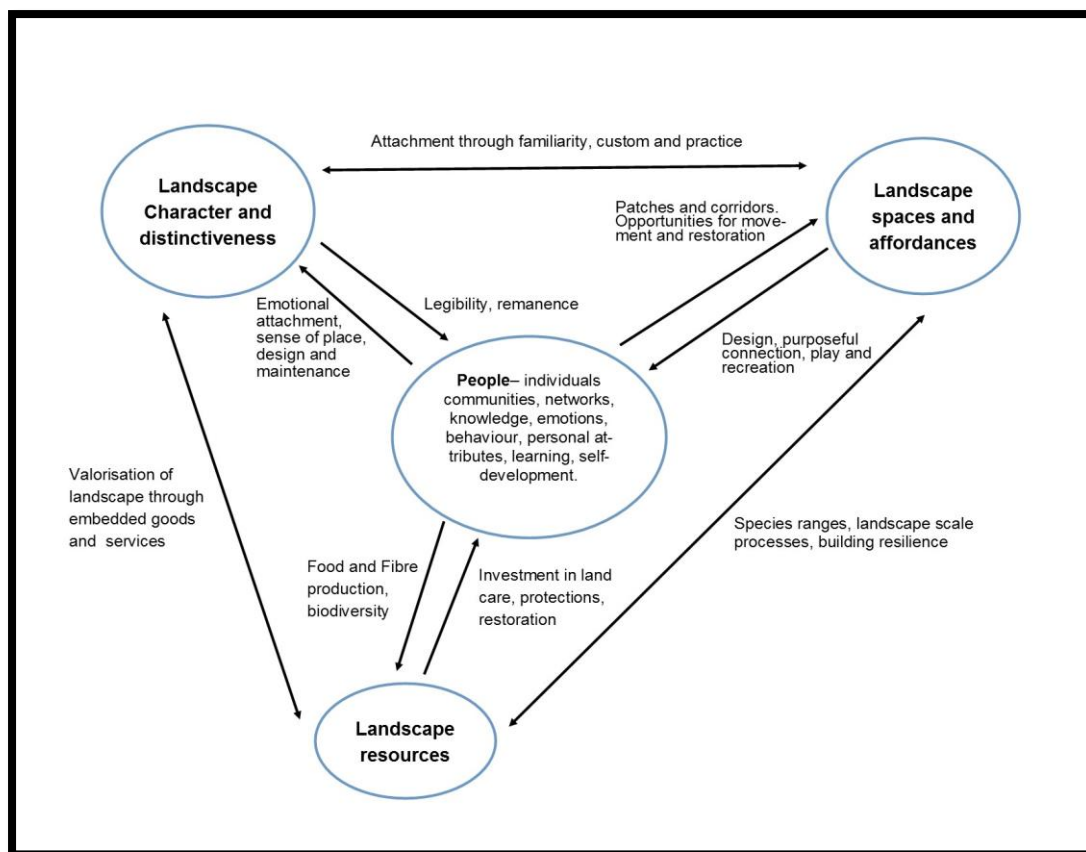 Attachment through familiarity, custom and practice
Landscape
Character and
distinctiveness
Landscape
spaces and
affordances
Patches and corridors.
Opportunities for move-
ment and restoration
Legibility, remanence
Emotional
attachment,
sense of place,
design and
maintenance
Design, purposeful
connection, play and
recreation
People– individuals
communities, networks,
knowledge, emotions,
behaviour, personal at-
tributes, learning, self-
development.
Valorisation of
landscape through
embedded goods
and services
Species ranges, landscape scale
processes, building resilience
Food and Fibre
production,
biodiversity
Investment in land
care, protections,
restoration
Landscape
resources